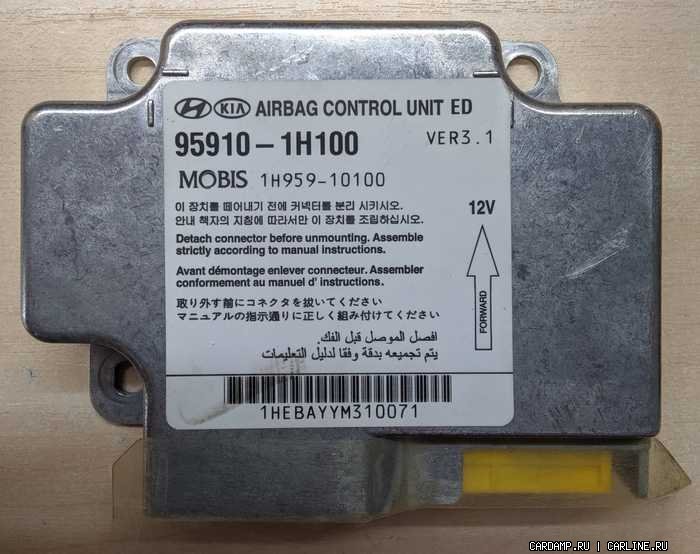 HYUNDAI KIA AIRBAG CONTROL UNIT ED
95910-1H100 VER3.1
MOBIS 1H959-10100
이 장치를 떼어내기 전에 커넥터를 분리 시키시오.
안내 책자의 지침에 따라서만 이 장치를 조립하십시오.
12V
Detach connector before unmounting. Assemble
strictly according to manual instructions.
Avant démontage enlever connecteur. Assembler
conformement au manuel d' instructions.
FORWARD
取り外す前にコネクタを抜いてください
マニュアルの指示通りに正しく組み付けてください
افصل الموصل قبل الفك.
يتم تجميعه بدقة وفقا لدليل التعليمات
1HEBAYYM310071
CARDAMP.RU | CARLINE.RU